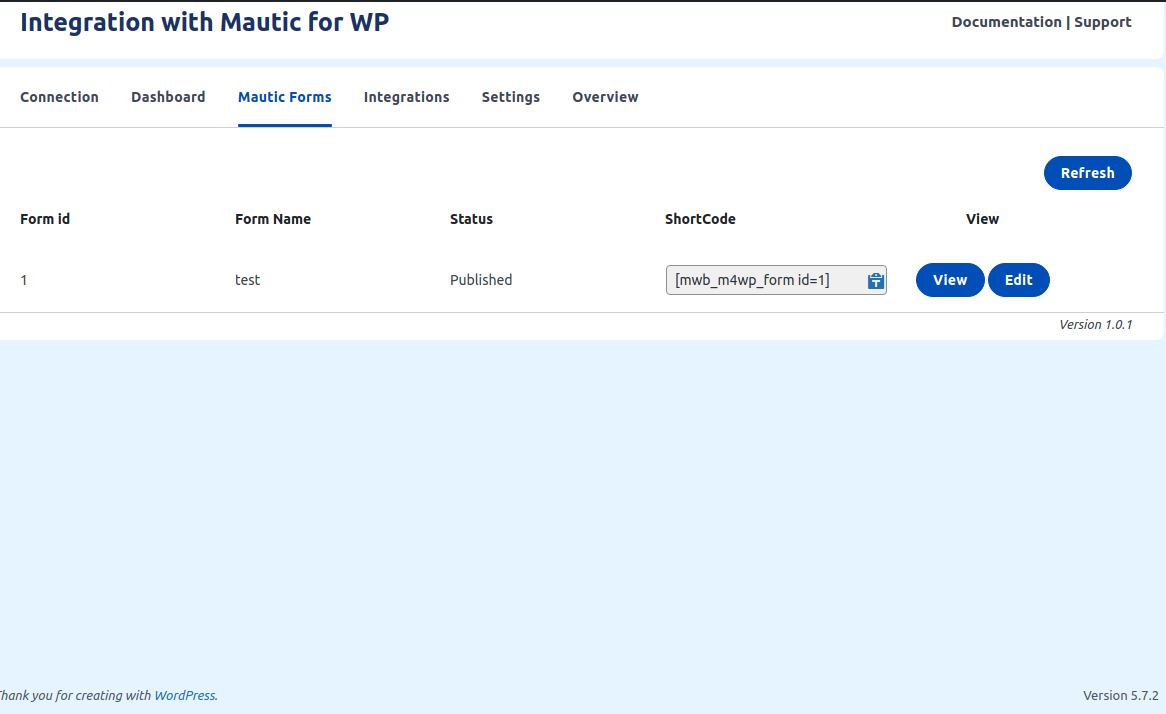 Integration with Mautic for WP
Documentation | Support
Connection Dashboard Mautic Forms Integrations Settings Overview
Refresh
Form id Form Name Status ShortCode View
1 test Published [mwb_m4wp_form id=1] View Edit
Version 1.0.1
Thank you for creating with WordPress.
Version 5.7.2